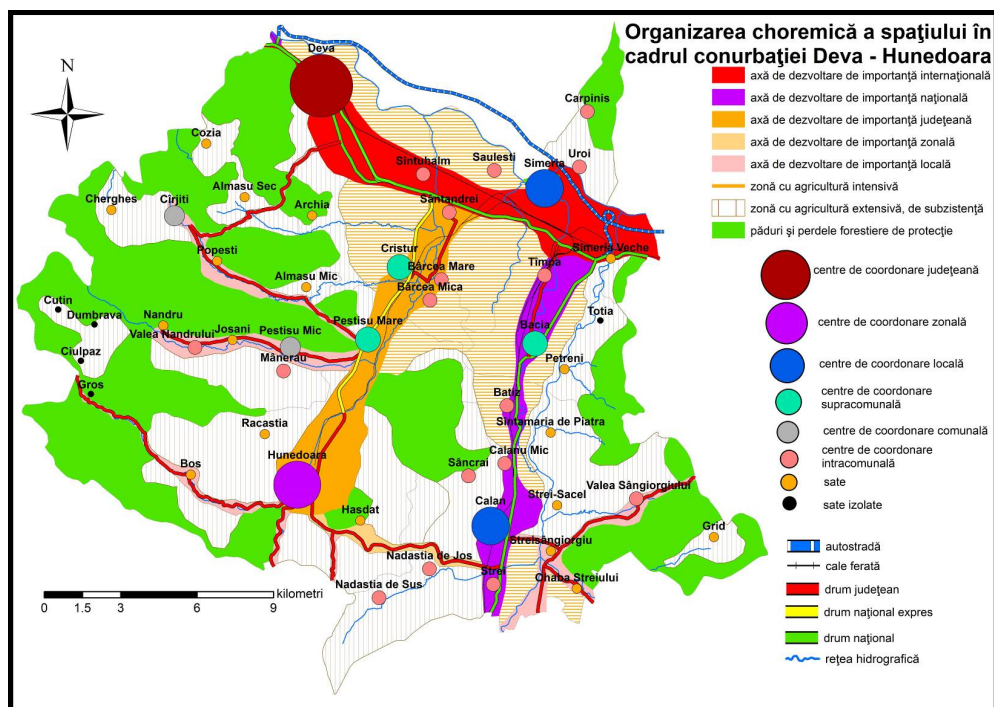 Organizarea choremică a spaţiului în
cadrul conurbaţiei Deva - Hunedoara
axă de dezvoltare de importanţă internaţională
axă de dezvoltare de importanţă naţională
axă de dezvoltare de importanţă judeţeană
axă de dezvoltare de importanţă zonală
axă de dezvoltare de importanţă locală
zonă cu agricultură intensivă
zonă cu agricultură extensivă, de subzistenţă
păduri şi perdele forestiere de protecţie
centre de coordonare judeţeană
centre de coordonare zonală
centre de coordonare locală
centre de coordonare
supracomunală
centre de coordonare comunală
centre de coordonare
intracomunală
sate
sate izolate
autostradă
cale ferată
drum judeţean
drum naţional expres
drum naţional
reţea hidrografică
N
Deva
Carpinis
Cozia
Sintuhalm
Saulesti
Simeria
Uroi
Almasu Sec
Cherghes
Cîrjiti
Archia
Sântandrei
Cristur
Simeria Veche
Popesti
Bârcea Mare
Tîmpa
Almasu Mic
Bârcea Mica
Cutin
Dumbrava
Nandru
Totia
Valea Nandrului
Josani
Pestisu Mic
Pestisu Mare
Bacia
Ciulpaz
Mânerau
Petreni
Gros
Batiz
Racastia
Sîntamaria de Piatra
Hunedoara
Bos
Sâncrai
Calanu Mic
Valea Sângiorgiului
Calan
Strei-Sacel
Hasdat
Grid
Streisângiorgiu
Nadastia de Jos
Strei
Chaba Streiului
Nadastia de Sus
0 1.5 3 6 9 kilometri